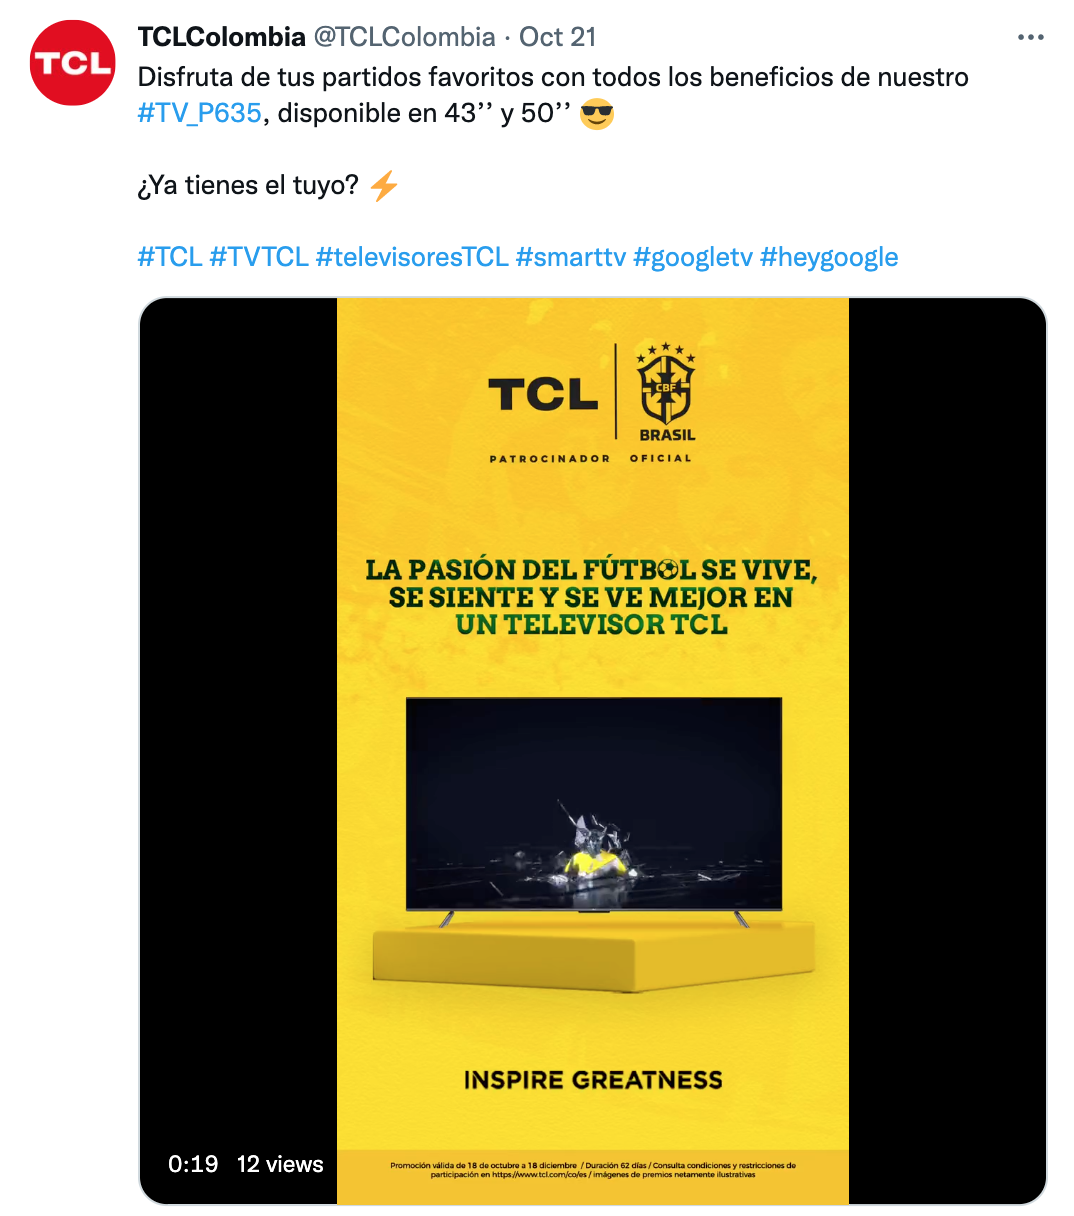 TCL
TCLColombia @TCLColombia · Oct 21
Disfruta de tus partidos favoritos con todos los beneficios de nuestro
#TV_P635, disponible en 43’’ y 50’’ 😎
¿Ya tienes el tuyo? ⚡
#TCL #TVTCL #televisoresTCL #smarttv #googletv #heygoogle
TCL
CBF
BRASIL
PATROCINADOR OFICIAL
LA PASIÓN DEL FÚTBOL SE VIVE,
SE SIENTE Y SE VE MEJOR EN
UN TELEVISOR TCL
INSPIRE GREATNESS
0:19 12 views
Promoción válida de 18 de octubre a 18 diciembre / Duración 62 días / Consulta condiciones y restricciones de
participación en https://www.tcl.com/co/es / imágenes de premios netamente ilustrativas